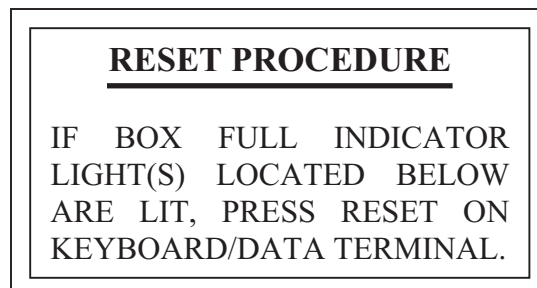 RESET PROCEDURE
IF BOX FULL INDICATOR
LIGHT(S) LOCATED BELOW
ARE LIT, PRESS RESET ON
KEYBOARD/DATA TERMINAL.